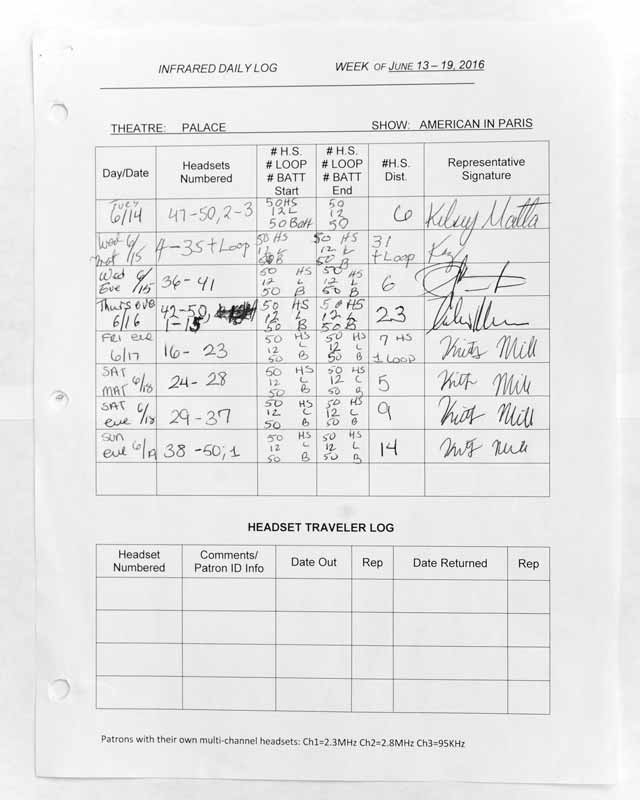 INFRARED DAILY LOG WEEK OF JUNE 13 – 19, 2016
THEATRE: PALACE SHOW: AMERICAN IN PARIS
Day/Date Headsets Numbered # H.S. # LOOP # BATT Start # H.S. # LOOP # BATT End #H.S. Dist. Representative Signature
Tues 6/14 47-50, 2-3 50 HS 12 L 50 Batt 50 12 50 6 Kelsey
Wed 6/15 mat 4-35 + Loop 50 HS 12 L 50 B 50 HS 12 L 50 B 31 + Loop
Wed 6/15 Eve 36-41 50 HS 12 L 50 B 50 HS 12 L 50 B 6
Thurs eve 6/16 42-50, 1-15 50 HS 12 L 50 B 50 HS 12 L 50 B 23
FRI eve 6/17 16-23 50 HS 12 L 50 B 50 HS 12 L 50 B 7 HS 1 loop Mill
SAT MAT 6/18 24-28 50 HS 12 L 50 B 50 HS 12 L 50 B 5 Mill
SAT eve 6/18 29-37 50 HS 12 L 50 B 50 HS 12 L 50 B 9 Mill
SUN eve 6/19 38-50; 1 50 HS 12 L 50 B 50 HS 12 L 50 B 14 Mill
HEADSET TRAVELER LOG
Headset Numbered Comments/ Patron ID Info Date Out Rep Date Returned Rep
Patrons with their own multi-channel headsets: Ch1=2.3MHz Ch2=2.8MHz Ch3=95KHz